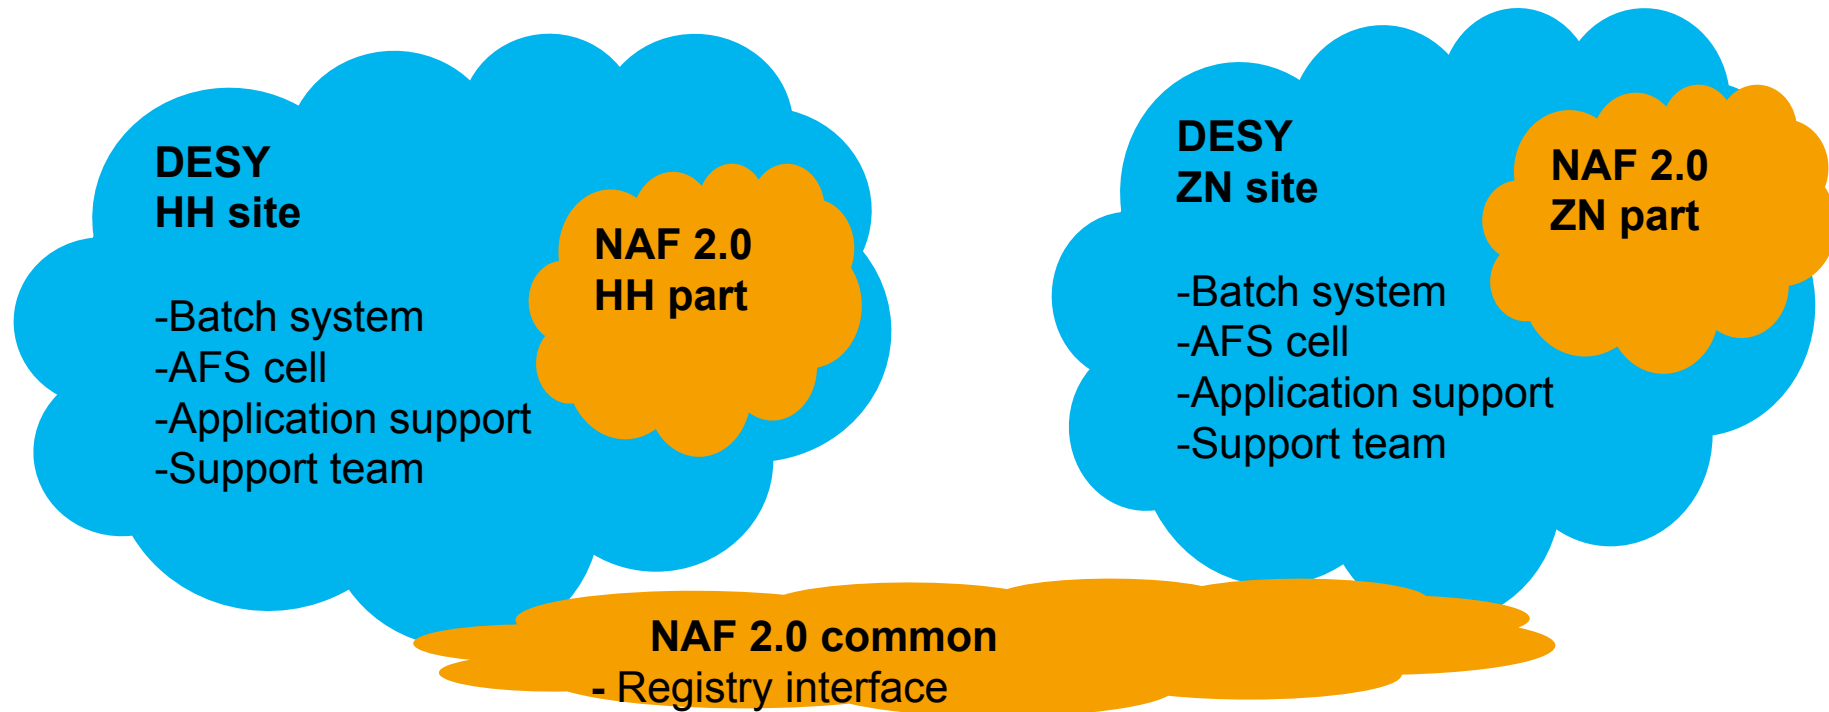 DESY
HH site
-Batch system
-AFS cell
-Application support
-Support team
NAF 2.0
HH part
DESY
ZN site
-Batch system
-AFS cell
-Application support
-Support team
NAF 2.0
ZN part
NAF 2.0 common
- Registry interface